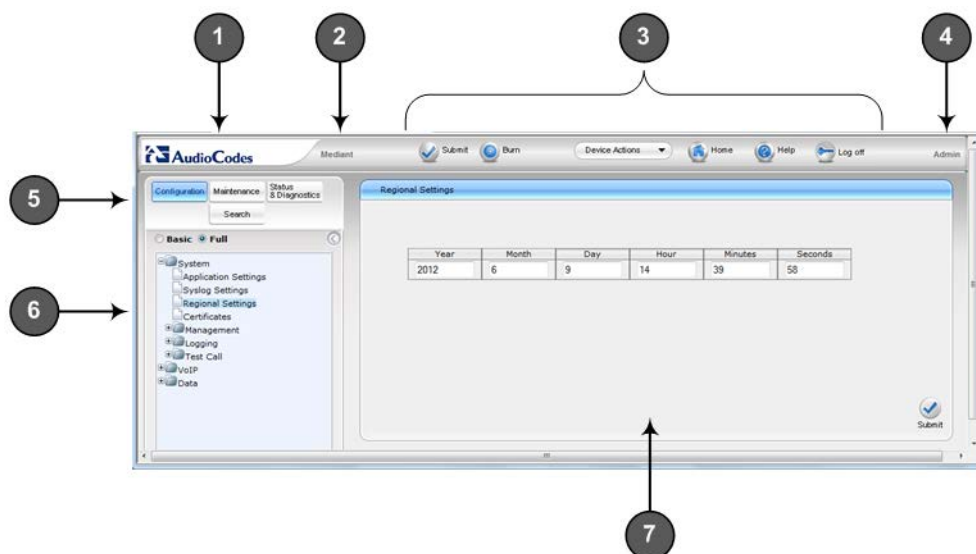 1 2 3 4
AudioCodes Mediant Submit Burn Device Actions Home Help Log off Admin
5
Configuration Maintenance Status & Diagnostics
Search
Regional Settings
Basic Full
Year Month Day Hour Minutes Seconds
2012 6 9 14 39 58
6
System
Application Settings
Syslog Settings
Regional Settings
Certificates
Management
Logging
Test Call
VoIP
Data
Submit
7